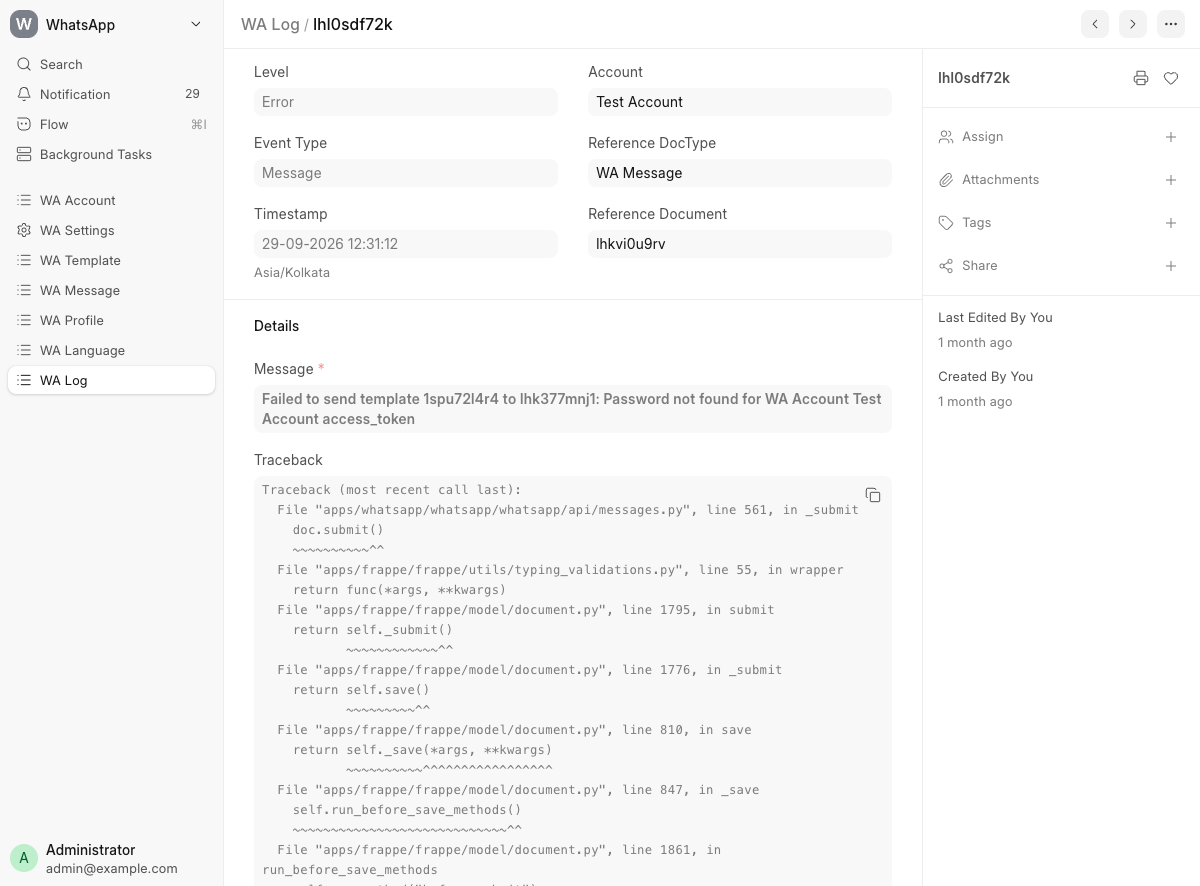 W WhatsApp
Search
Notification 29
Flow ⌘I
Background Tasks
WA Account
WA Settings
WA Template
WA Message
WA Profile
WA Language
WA Log
A Administrator
admin@example.com
WA Log / lhl0sdf72k
Level
Error
Account
Test Account
Event Type
Message
Reference DocType
WA Message
Timestamp
29-09-2026 12:31:12
Asia/Kolkata
Reference Document
lhkvi0u9rv
Details
Message *
Failed to send template 1spu72l4r4 to lhk377mnj1: Password not found for WA Account Test
Account access_token
Traceback
Traceback (most recent call last):
  File "apps/whatsapp/whatsapp/whatsapp/api/messages.py", line 561, in _submit
    doc.submit()
    ~~~~~~~~~~^^
  File "apps/frappe/frappe/utils/typing_validations.py", line 55, in wrapper
    return func(*args, **kwargs)
  File "apps/frappe/frappe/model/document.py", line 1795, in submit
    return self._submit()
           ~~~~~~~~~~~~^^
  File "apps/frappe/frappe/model/document.py", line 1776, in _submit
    return self.save()
           ~~~~~~~~~^^
  File "apps/frappe/frappe/model/document.py", line 810, in save
    return self._save(*args, **kwargs)
           ~~~~~~~~~~^^^^^^^^^^^^^^^^^
  File "apps/frappe/frappe/model/document.py", line 847, in _save
    self.run_before_save_methods()
    ~~~~~~~~~~~~~~~~~~~~~~~~~~~~^^
  File "apps/frappe/frappe/model/document.py", line 1861, in
run_before_save_methods
lhl0sdf72k
Assign
Attachments
Tags
Share
Last Edited By You
1 month ago
Created By You
1 month ago